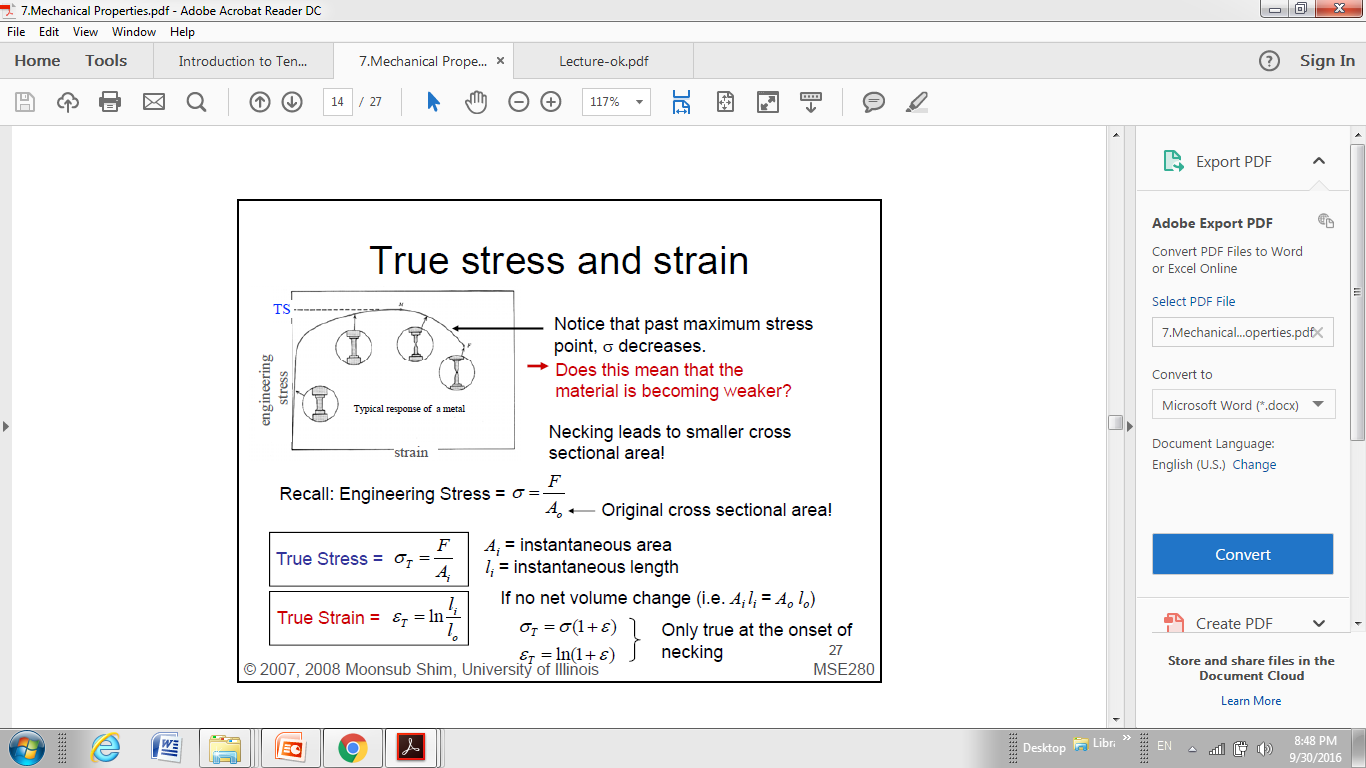 7.Mechanical Properties.pdf - Adobe Acrobat Reader DC
File Edit View Window Help
Home Tools Introduction to Ten... 7.Mechanical Prope... × Lecture-ok.pdf ? Sign In
14 / 27 117%
True stress and strain
TS
M
F
engineering
stress
Typical response of a metal
strain
Notice that past maximum stress
point, σ decreases.
Does this mean that the
material is becoming weaker?
Necking leads to smaller cross
sectional area!
Recall: Engineering Stress = σ = F / A_o
Original cross sectional area!
True Stress = σ_T = F / A_i
A_i = instantaneous area
l_i = instantaneous length
True Strain = ε_T = ln l_i / l_o
If no net volume change (i.e. A_i l_i = A_o l_o)
σ_T = σ(1+ε)
ε_T = ln(1+ε)
Only true at the onset of
necking
27
© 2007, 2008 Moonsub Shim, University of Illinois
MSE280
Export PDF
Adobe Export PDF
Convert PDF Files to Word
or Excel Online
Select PDF File
7.Mechanical...operties.pdf ×
Convert to
Microsoft Word (*.docx)
Document Language:
English (U.S.) Change
Convert
Create PDF
Store and share files in the
Document Cloud
Learn More
Desktop Libra » EN
8:48 PM
9/30/2016